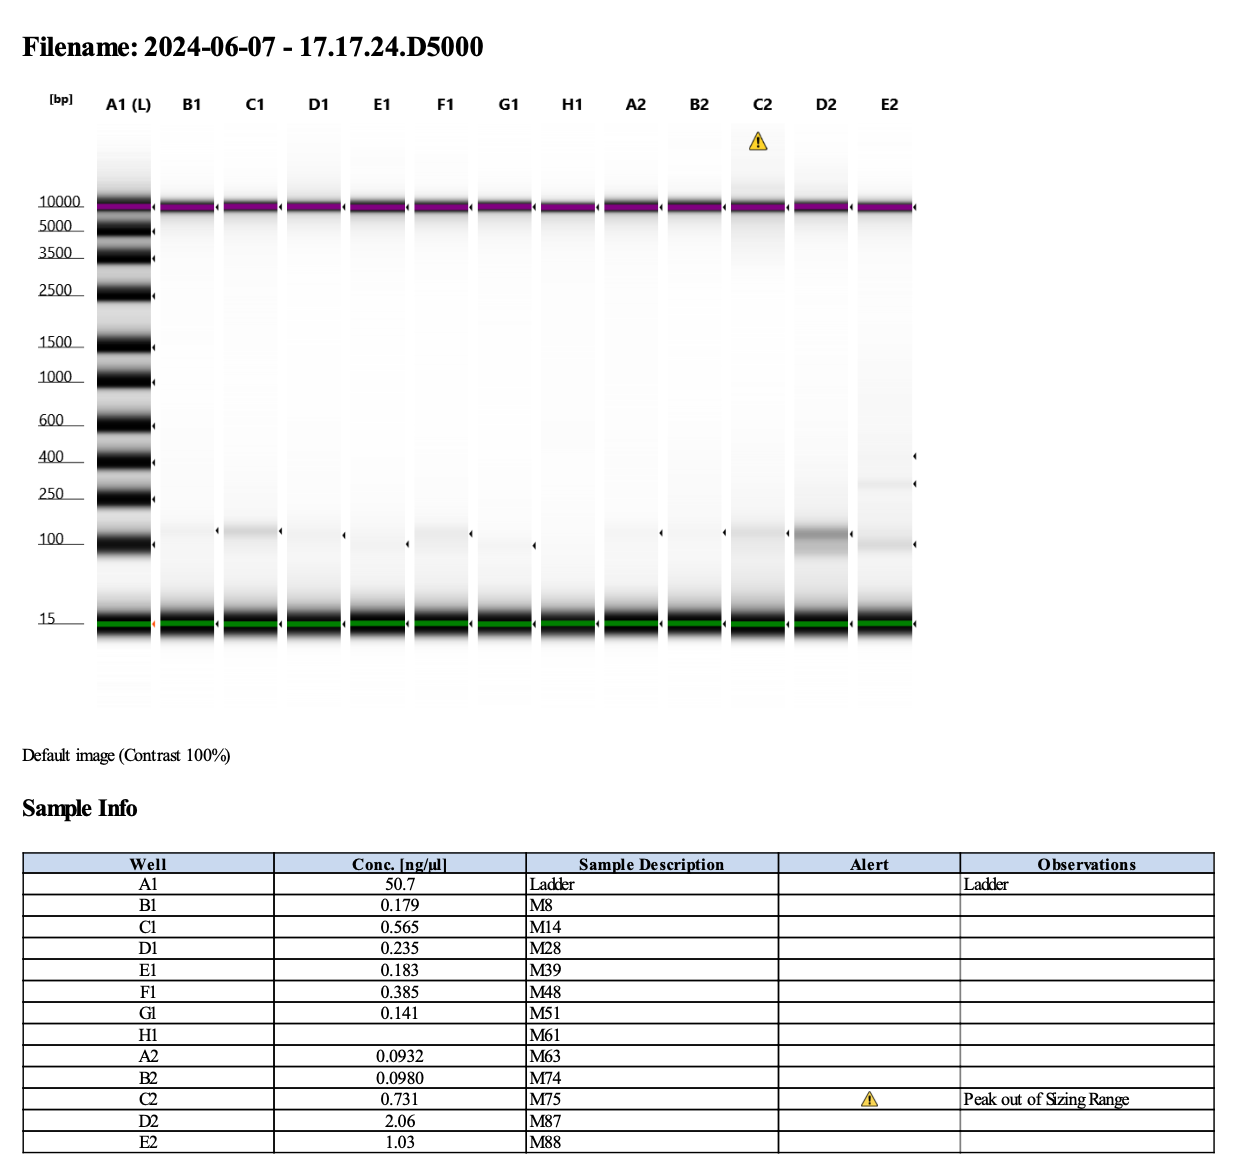 Filename: 2024-06-07 - 17.17.24.D5000
[bp] A1 (L) B1 C1 D1 E1 F1 G1 H1 A2 B2 C2 D2 E2
10000
5000
3500
2500
1500
1000
600
400
250
100
15
Default image (Contrast 100%)
Sample Info
Well Conc. [ng/µl] Sample Description Alert Observations
A1 50.7 Ladder Ladder
B1 0.179 M8
C1 0.565 M14
D1 0.235 M28
E1 0.183 M39
F1 0.385 M48
G1 0.141 M51
H1 M61
A2 0.0932 M63
B2 0.0980 M74
C2 0.731 M75 Peak out of Sizing Range
D2 2.06 M87
E2 1.03 M88